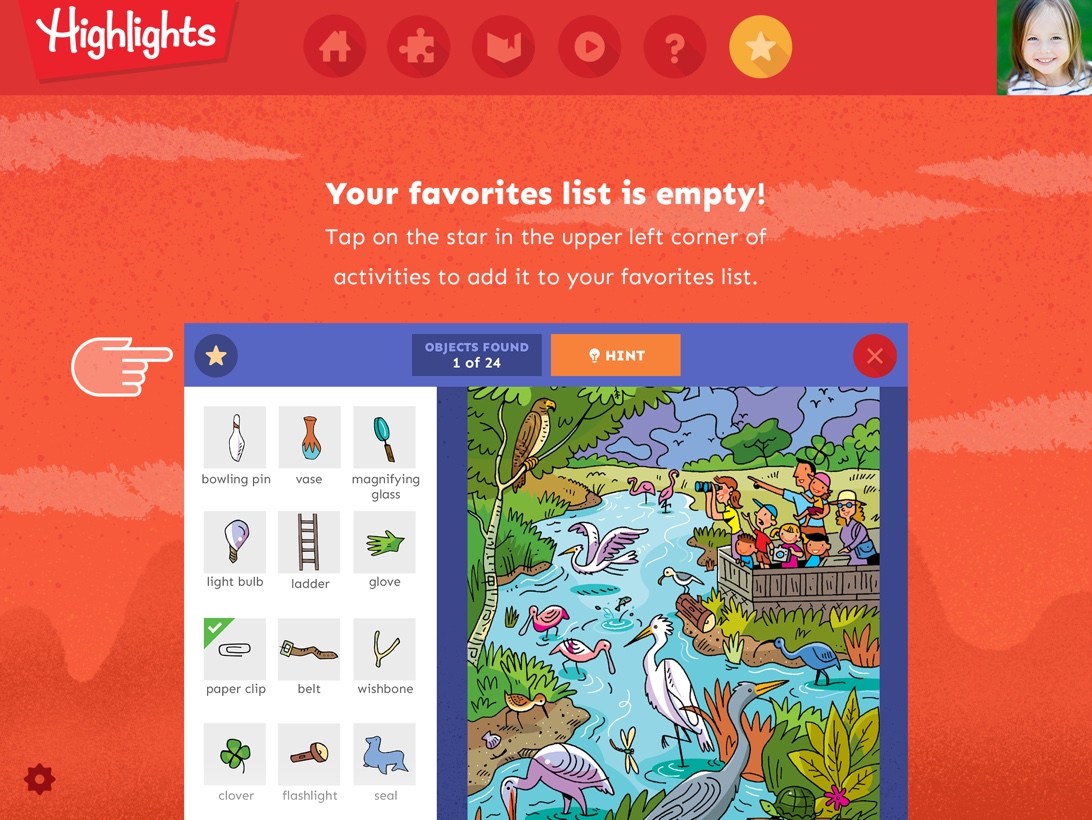 Highlights
Your favorites list is empty!
Tap on the star in the upper left corner of
activities to add it to your favorites list.
OBJECTS FOUND
1 of 24
HINT
bowling pin
vase
magnifying
glass
light bulb
ladder
glove
paper clip
belt
wishbone
clover
flashlight
seal